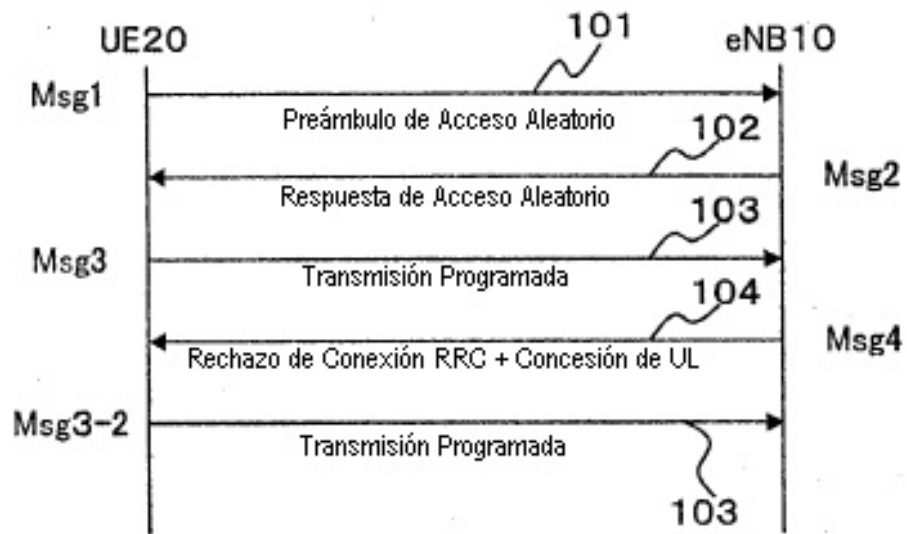 UE20
101
eNB10
Msg1
Preámbulo de Acceso Aleatorio
102
Msg2
Respuesta de Acceso Aleatorio
103
Msg3
Transmisión Programada
104
Msg4
Rechazo de Conexión RRC + Concesión de UL
Msg3-2
Transmisión Programada
103